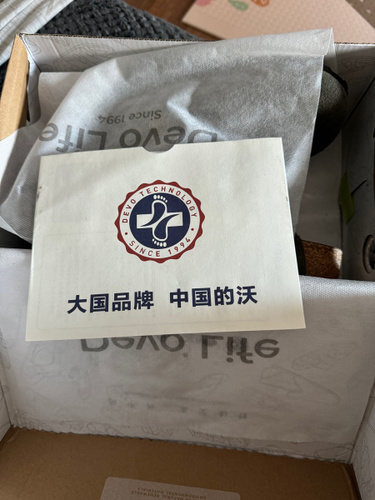 Devo Life
Since 1994
DEVO TECHNOLOGY
SINCE 1994
大国品牌 中国的沃
Devo Life